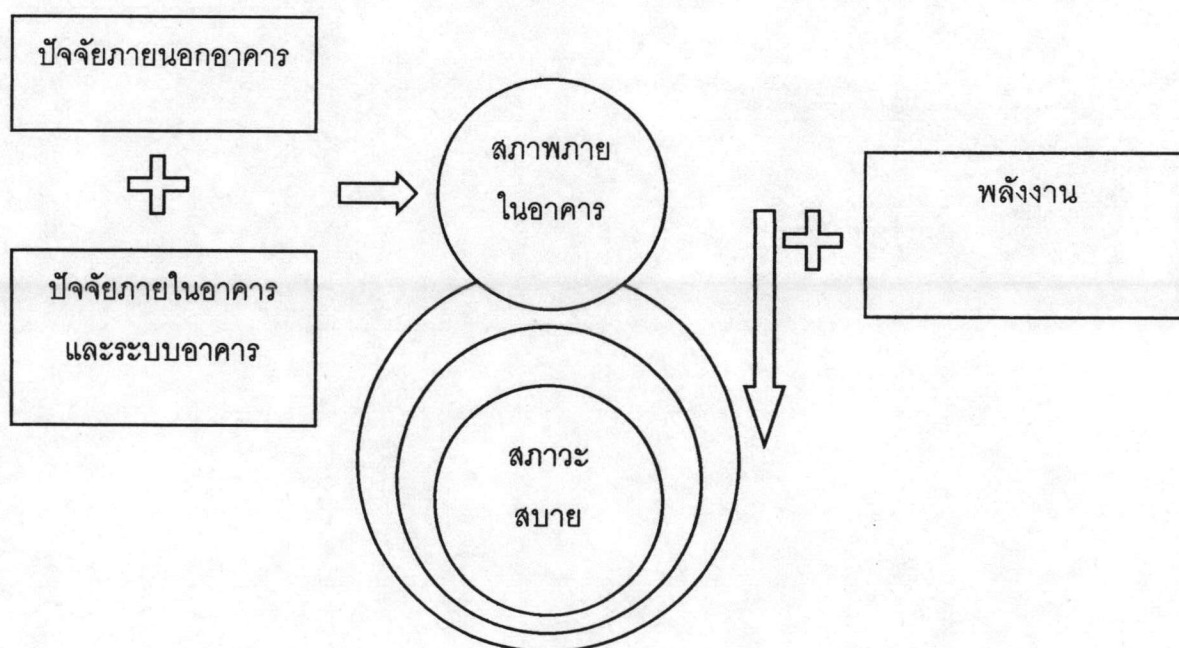 ปัจจัยภายนอกอาคาร
ปัจจัยภายในอาคาร
และระบบอาคาร
สภาพภาย
ในอาคาร
สภาวะ
สบาย
พลังงาน